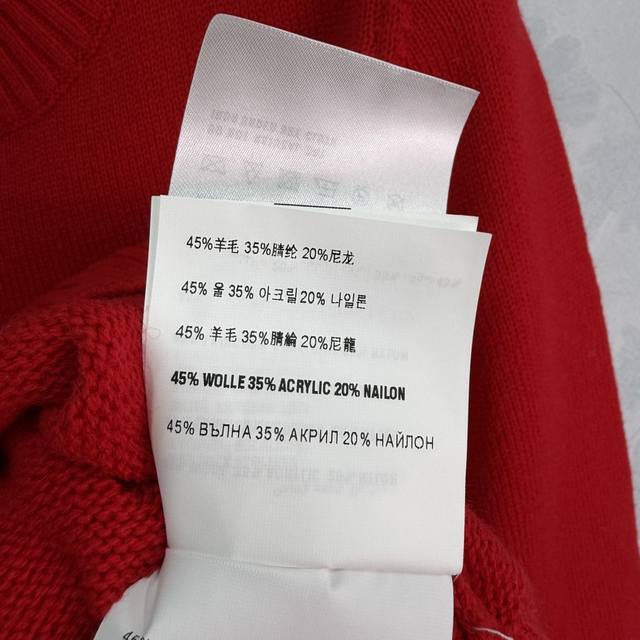 45%羊毛 35%腈纶 20%尼龙
45% 울 35% 아크릴 20% 나일론
45% 羊毛 35%腈綸 20%尼龍
45% WOLLE 35% ACRYLIC 20% NAILON
45% ВЪЛНА 35% АКРИЛ 20% НАЙЛОН